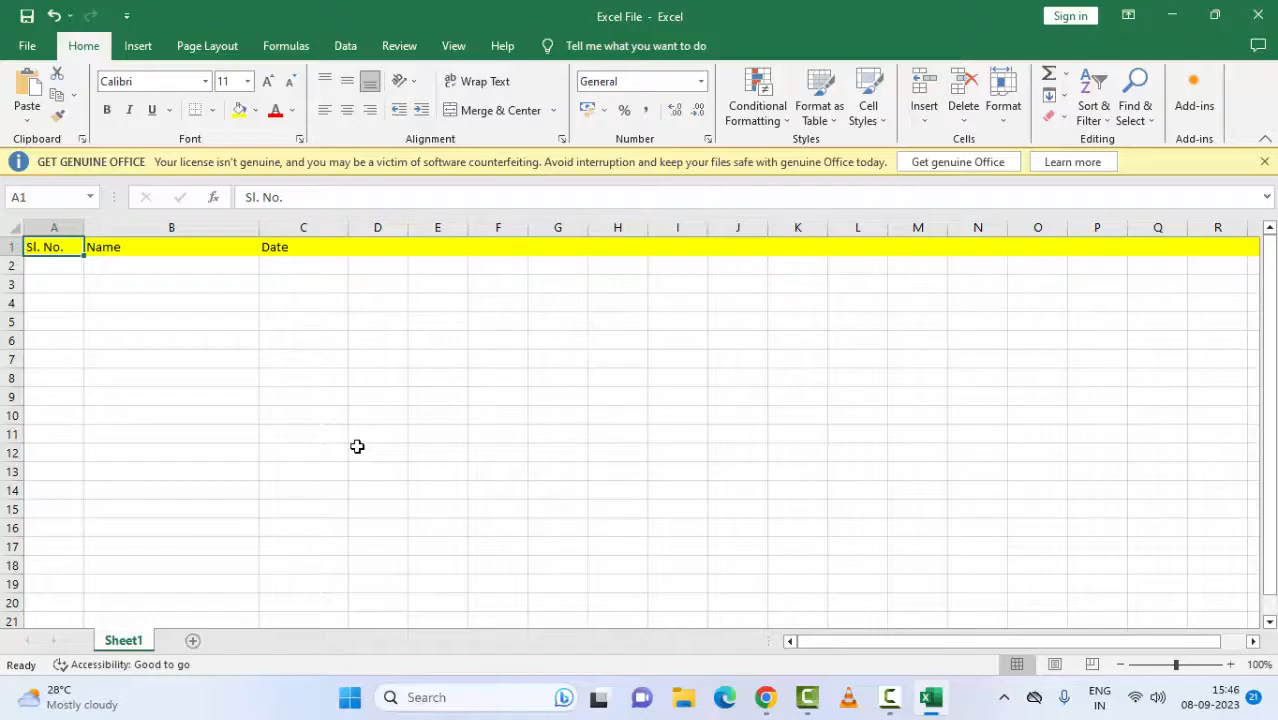 Excel File - Excel
Sign in
File Home Insert Page Layout Formulas Data Review View Help Tell me what you want to do
Paste
Calibri 11
B I U
Wrap Text
Merge & Center
General
Conditional Formatting
Format as Table
Cell Styles
Insert
Delete
Format
Sort & Filter
Find & Select
Add-ins
Clipboard Font Alignment Number Styles Cells Editing Add-ins
GET GENUINE OFFICE Your license isn't genuine, and you may be a victim of software counterfeiting. Avoid interruption and keep your files safe with genuine Office today. Get genuine Office Learn more
A1 fx Sl. No.
A B C D E F G H I J K L M N O P Q R
1 Sl. No. Name Date
2
3
4
5
6
7
8
9
10
11
12
13
14
15
16
17
18
19
20
21
Sheet1
Ready Accessibility: Good to go 100%
28°C
Mostly cloudy
Search
ENG
IN
15:46
08-09-2023
21